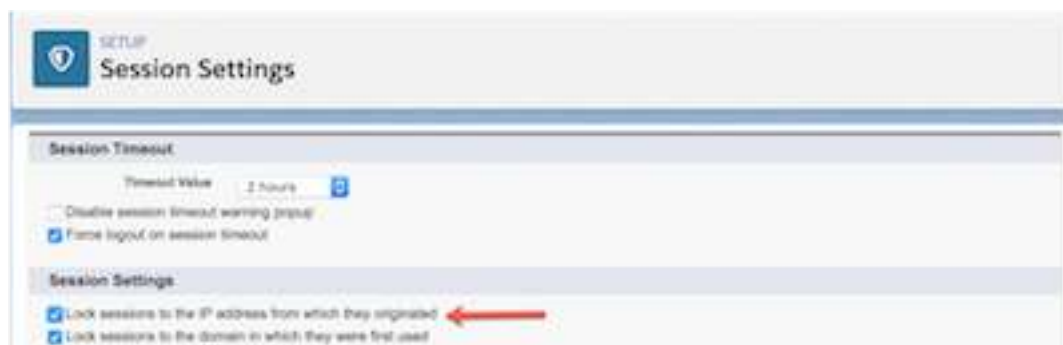 SETUP
Session Settings
Session Timeout
Timeout Value 2 hours
Disable session timeout warning popup
Force logout on session timeout
Session Settings
Lock sessions to the IP address from which they originated
Lock sessions to the domain in which they were first used